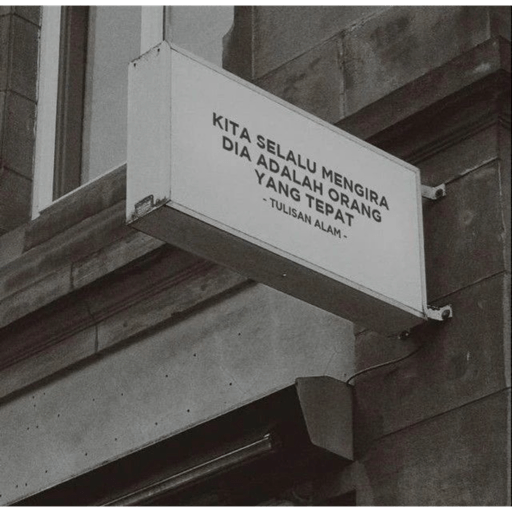 KITA SELALU MENGIRA
DIA ADALAH ORANG
YANG TEPAT
- TULISAN ALAM -